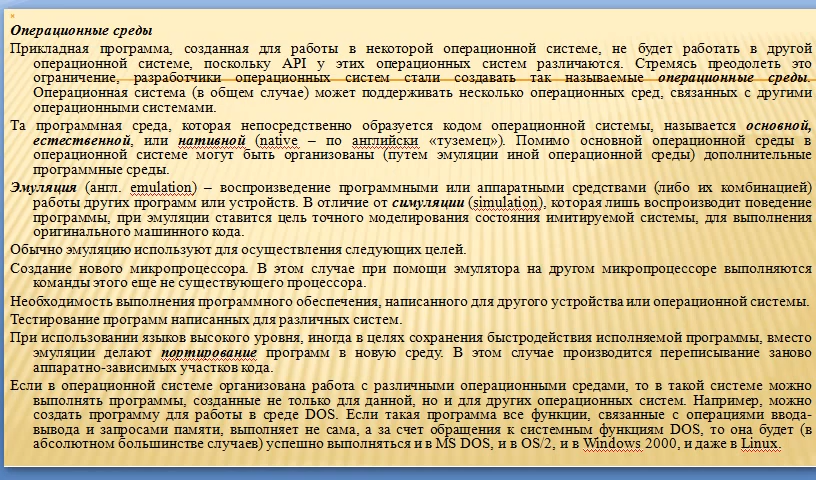 Операционные среды
Прикладная программа, созданная для работы в некоторой операционной системе, не будет работать в другой
операционной системе, поскольку API у этих операционных систем различаются. Стремясь преодолеть это
ограничение, разработчики операционных систем стали создавать так называемые операционные среды.
Операционная система (в общем случае) может поддерживать несколько операционных сред, связанных с другими
операционными системами.
Та программная среда, которая непосредственно образуется кодом операционной системы, называется основной,
естественной, или нативной (native – по английски «туземец»). Помимо основной операционной среды в
операционной системе могут быть организованы (путем эмуляции иной операционной среды) дополнительные
программные среды.
Эмуляция (англ. emulation) – воспроизведение программными или аппаратными средствами (либо их комбинацией)
работы других программ или устройств. В отличие от симуляции (simulation), которая лишь воспроизводит поведение
программы, при эмуляции ставится цель точного моделирования состояния имитируемой системы, для выполнения
оригинального машинного кода.
Обычно эмуляцию используют для осуществления следующих целей.
Создание нового микропроцессора. В этом случае при помощи эмулятора на другом микропроцессоре выполняются
команды этого еще не существующего процессора.
Необходимость выполнения программного обеспечения, написанного для другого устройства или операционной системы.
Тестирование программ написанных для различных систем.
При использовании языков высокого уровня, иногда в целях сохранения быстродействия исполняемой программы, вместо
эмуляции делают портирование программ в новую среду. В этом случае производится переписывание заново
аппаратно-зависимых участков кода.
Если в операционной системе организована работа с различными операционными средами, то в такой системе можно
выполнять программы, созданные не только для данной, но и для других операционных систем. Например, можно
создать программу для работы в среде DOS. Если такая программа все функции, связанные с операциями ввода-
вывода и запросами памяти, выполняет не сама, а за счет обращения к системным функциям DOS, то она будет (в
абсолютном большинстве случаев) успешно выполняться и в MS DOS, и в OS/2, и в Windows 2000, и даже в Linux.